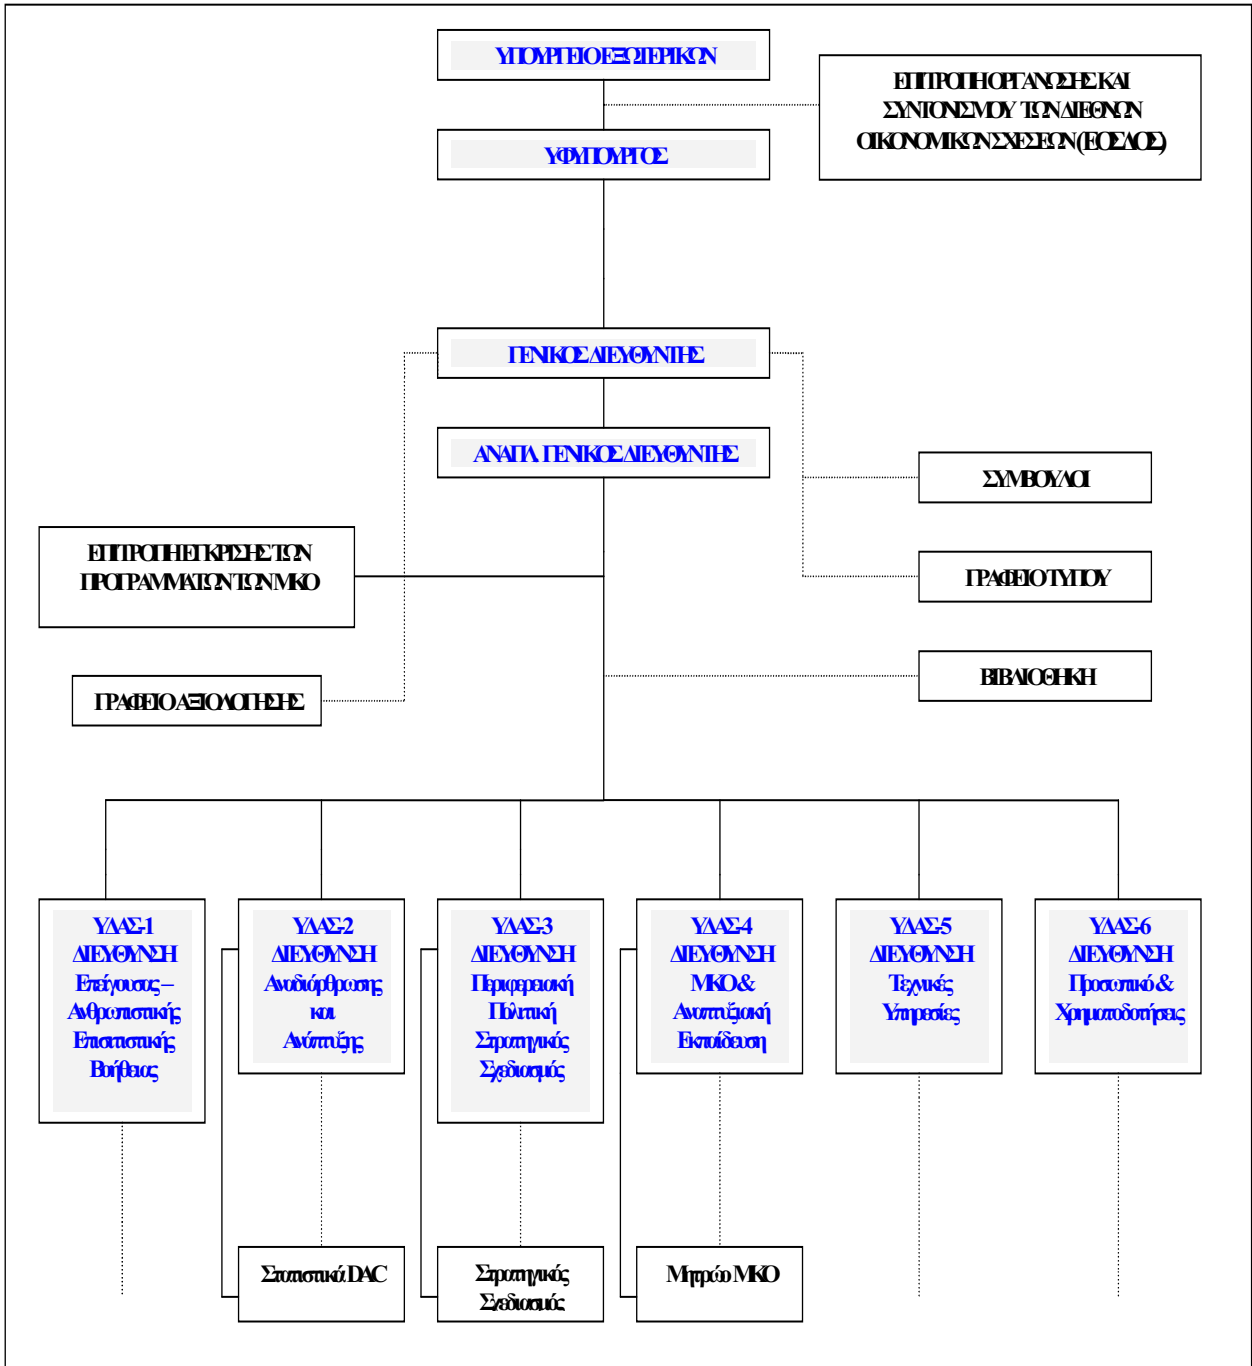 ΥΠΟΥΡΓΕΙΟ ΕΞΩΤΕΡΙΚΩΝ
ΕΠΙΤΡΟΠΗ ΟΡΓΑΝΩΣΗΣ ΚΑΙ
ΣΥΝΤΟΝΙΣΜΟΥ ΤΩΝ ΔΙΕΘΝΩΝ
ΟΙΚΟΝΟΜΙΚΩΝ ΣΧΕΣΕΩΝ (ΕΟΣΔΟΣ)
ΥΦΥΠΟΥΡΓΟΣ
ΓΕΝΙΚΟΣ ΔΙΕΥΘΥΝΤΗΣ
ΑΝΑΠΛ. ΓΕΝΙΚΟΣ ΔΙΕΥΘΥΝΤΗΣ
ΣΥΜΒΟΥΛΟΙ
ΕΠΙΤΡΟΠΗ ΕΓΚΡΙΣΗΣ ΤΩΝ
ΠΡΟΓΡΑΜΜΑΤΩΝ ΤΩΝ ΜΚΟ
ΓΡΑΦΕΙΟ ΤΥΠΟΥ
ΒΙΒΛΙΟΘΗΚΗ
ΓΡΑΦΕΙΟ ΑΞΙΟΛΟΓΗΣΗΣ
ΥΔΑΣ-1
ΔΙΕΥΘΥΝΣΗ
Επείγουσας –
Ανθρωπιστικής
Επισιτιστικής
Βοήθειας
ΥΔΑΣ-2
ΔΙΕΥΘΥΝΣΗ
Αναδιάρθρωσης
και
Ανάπτυξης
ΥΔΑΣ-3
ΔΙΕΥΘΥΝΣΗ
Περιφερειακή
Πολιτική
Στρατηγικός
Σχεδιασμός
ΥΔΑΣ-4
ΔΙΕΥΘΥΝΣΗ
ΜΚΟ &
Αναπτυξιακή
Εκπαίδευση
ΥΔΑΣ-5
ΔΙΕΥΘΥΝΣΗ
Τεχνικές
Υπηρεσίες
ΥΔΑΣ-6
ΔΙΕΥΘΥΝΣΗ
Προσωπικό &
Χρηματοδοτήσεις
Στατιστικά DAC
Στρατηγικός
Σχεδιασμός
Μητρώο ΜΚΟ